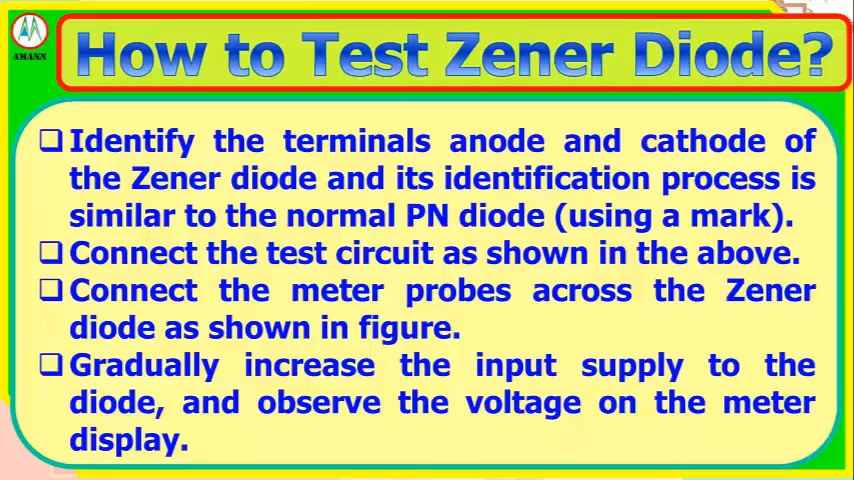 AMANN
How to Test Zener Diode?
❑ Identify the terminals anode and cathode of
the Zener diode and its identification process is
similar to the normal PN diode (using a mark).
❑ Connect the test circuit as shown in the above.
❑ Connect the meter probes across the Zener
diode as shown in figure.
❑ Gradually increase the input supply to the
diode, and observe the voltage on the meter
display.